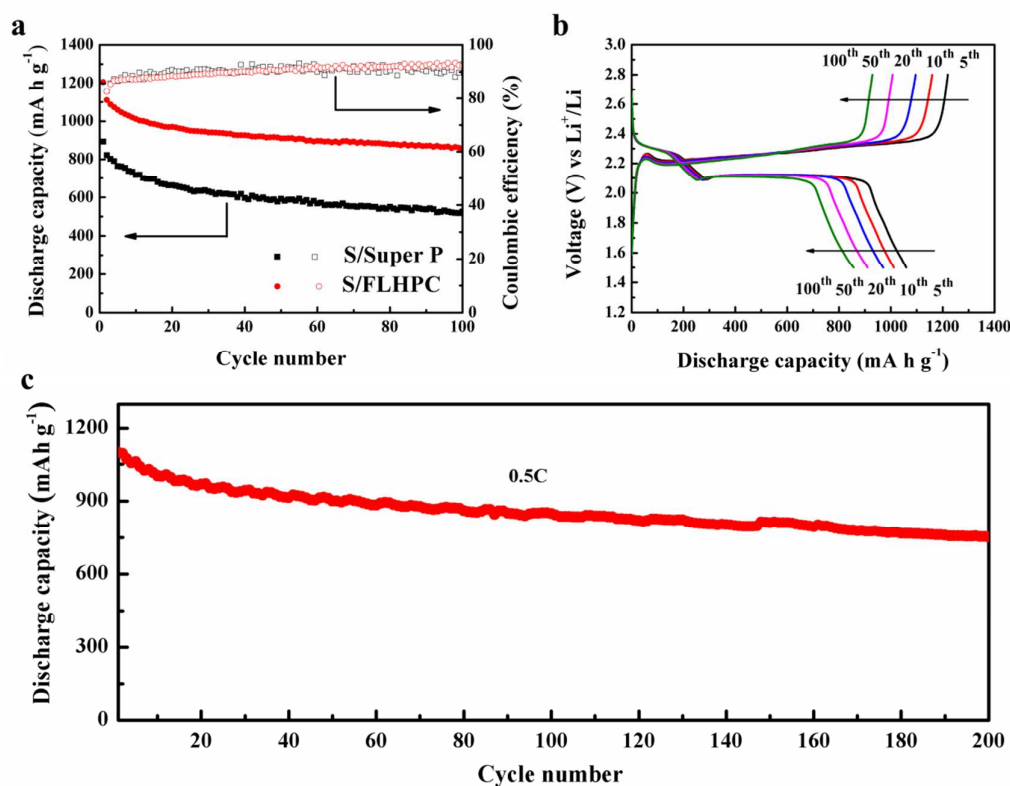 a
1400
1200
1000
800
600
400
200
0
0 20 40 60 80 100
100
80
60
40
20
0
Discharge capacity (mA h g⁻¹)
Coulombic efficiency (%)
S/Super P
S/FLHPC
Cycle number
b
3.0
2.8
2.6
2.4
2.2
2.0
1.8
1.6
1.4
1.2
Voltage (V) vs Li⁺/Li
100th 50th 20th 10th 5th
100th 50th 20th 10th 5th
0 200 400 600 800 1000 1200 1400
Discharge capacity (mA h g⁻¹)
c
1200
900
600
300
0
Discharge capacity (mAh g⁻¹)
0.5C
20 40 60 80 100 120 140 160 180 200
Cycle number